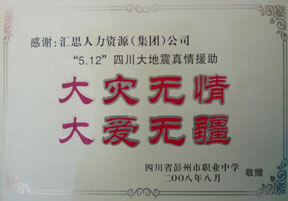 感谢：汇思人力资源（集团）公司
“5.12”四川大地震真情援助
大灾无情
大爱无疆
四川省彭州市职业中学 敬赠
二〇〇八年八月